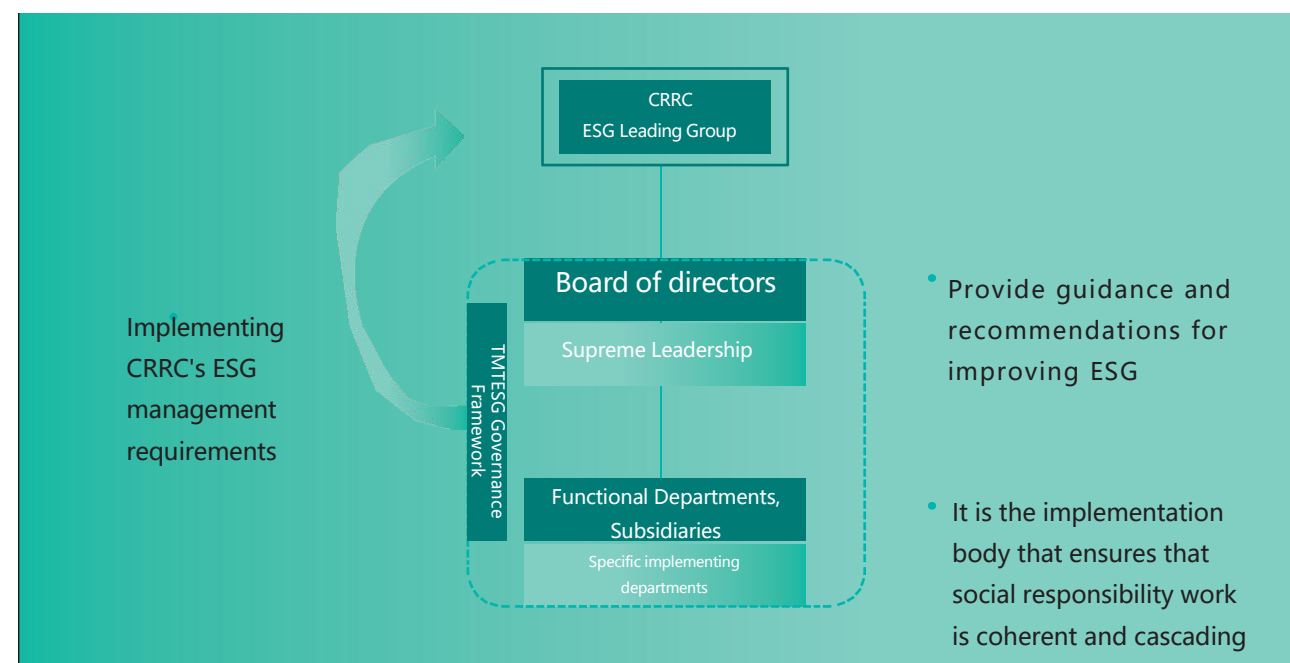 CRRC
ESG Leading Group
Board of directors
Supreme Leadership
TMTESG Governance
Framework
Functional Departments,
Subsidiaries
Specific implementing
departments
Implementing
CRRC's ESG
management
requirements
Provide guidance and
recommendations for
improving ESG
It is the implementation
body that ensures that
social responsibility work
is coherent and cascading